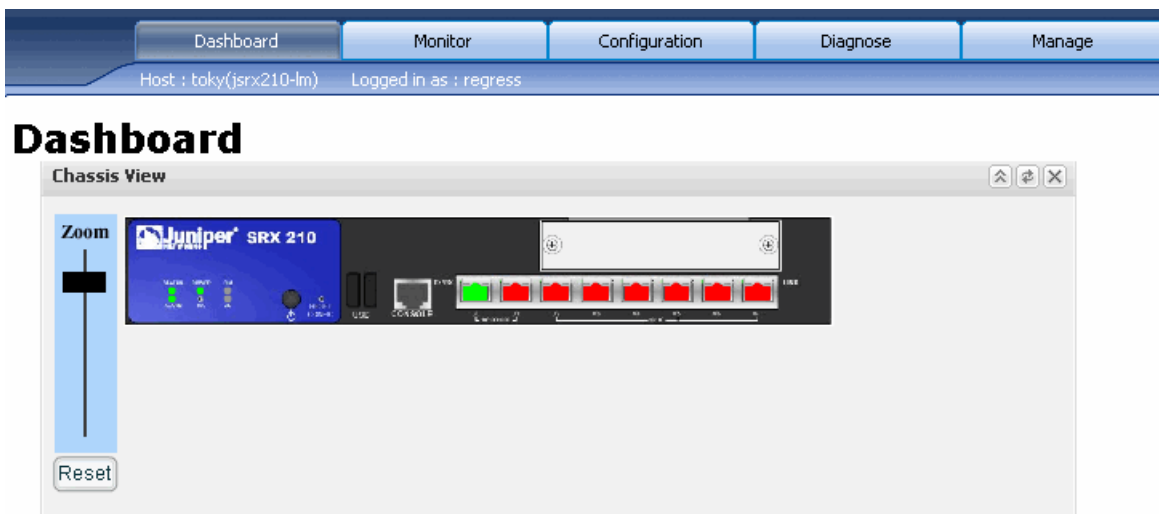 Dashboard Monitor Configuration Diagnose Manage
Host : toky(jsrx210-lm) Logged in as : regress
Dashboard
Chassis View
Zoom
Juniper SRX 210
USB
CONSOLE
Reset